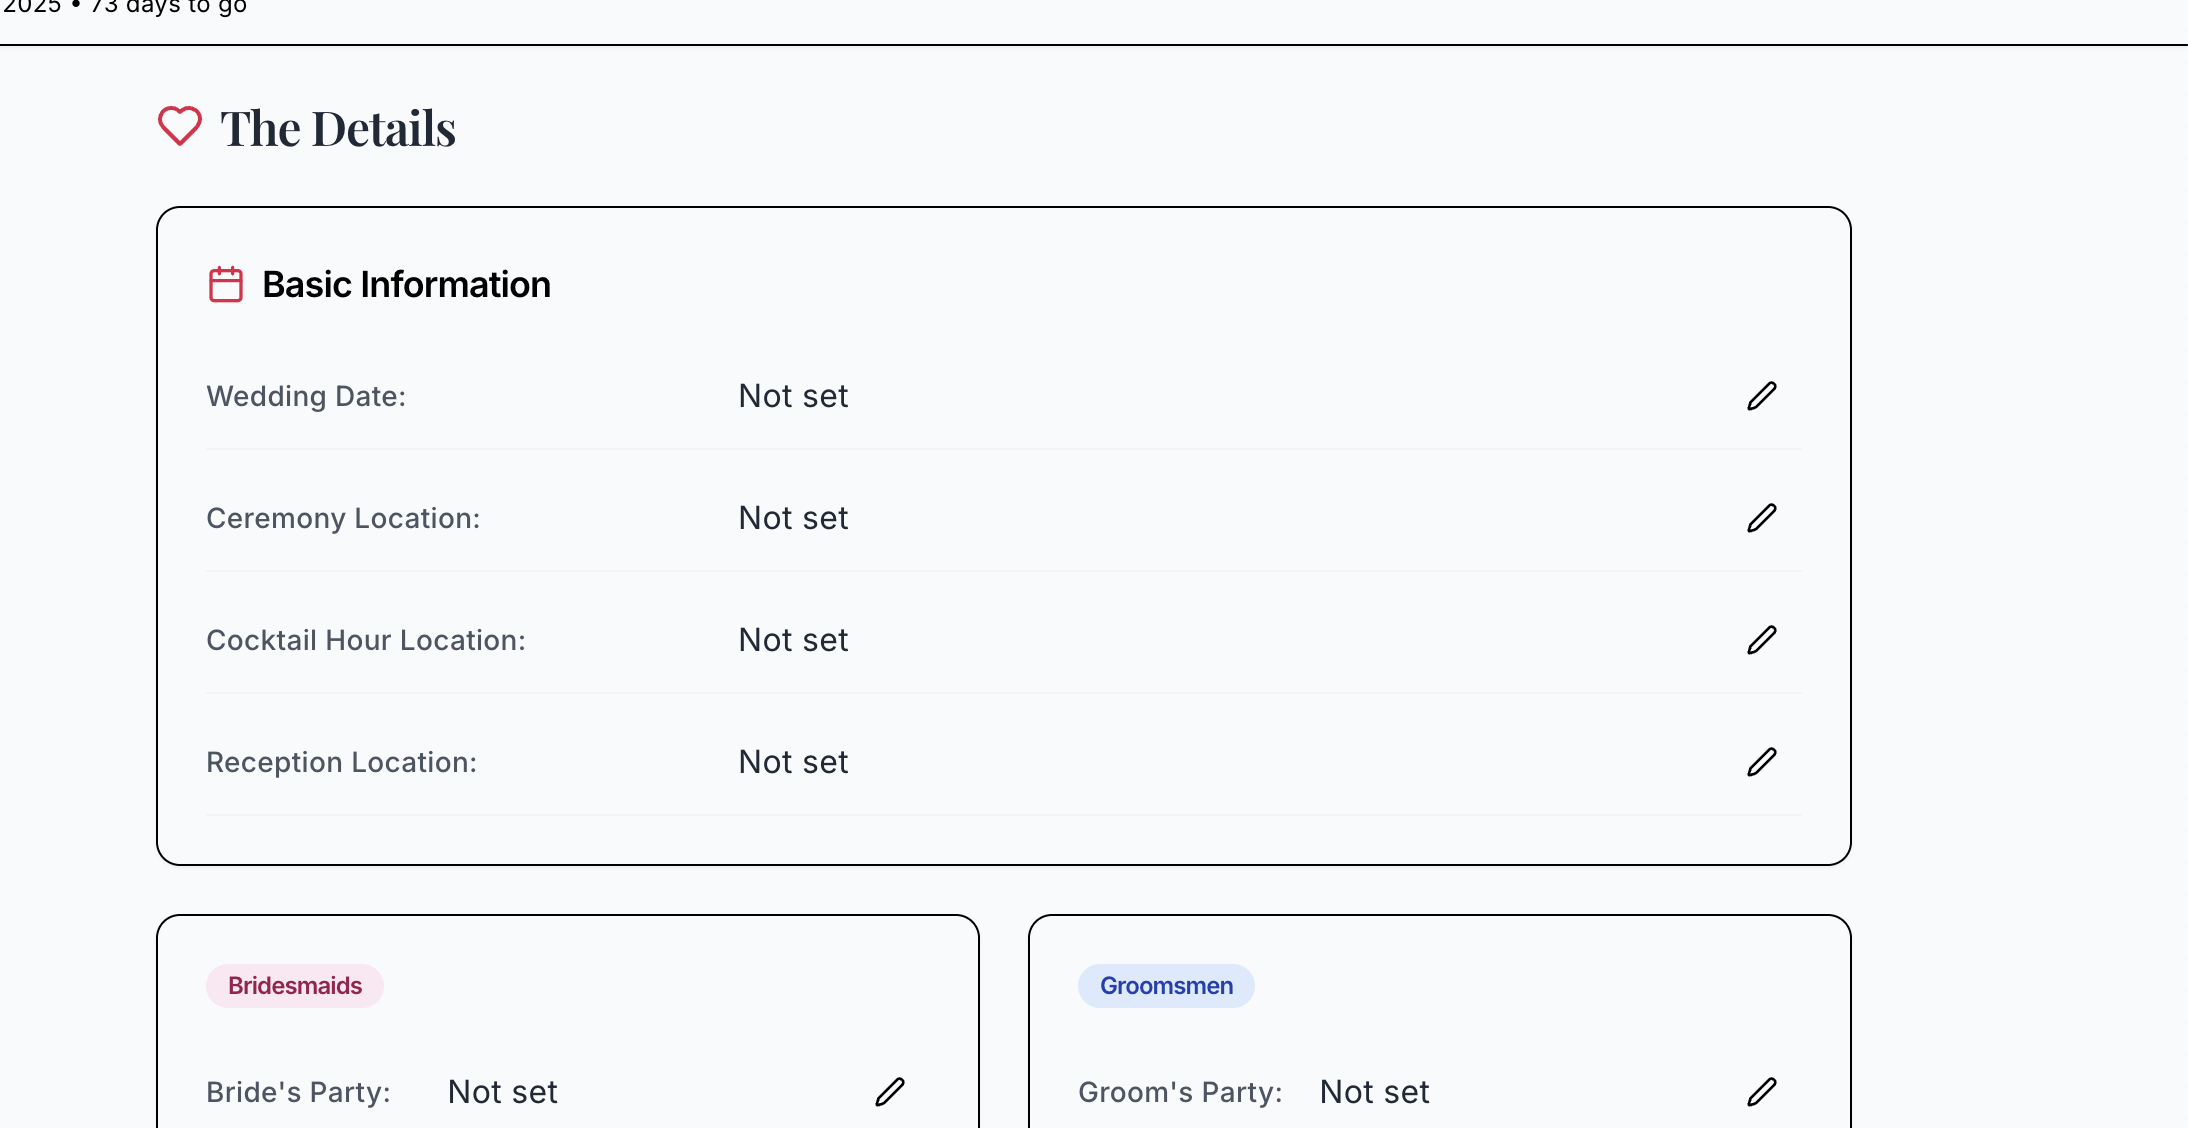 2025 • 73 days to go
The Details
Basic Information
Wedding Date: Not set
Ceremony Location: Not set
Cocktail Hour Location: Not set
Reception Location: Not set
Bridesmaids
Bride's Party: Not set
Groomsmen
Groom's Party: Not set